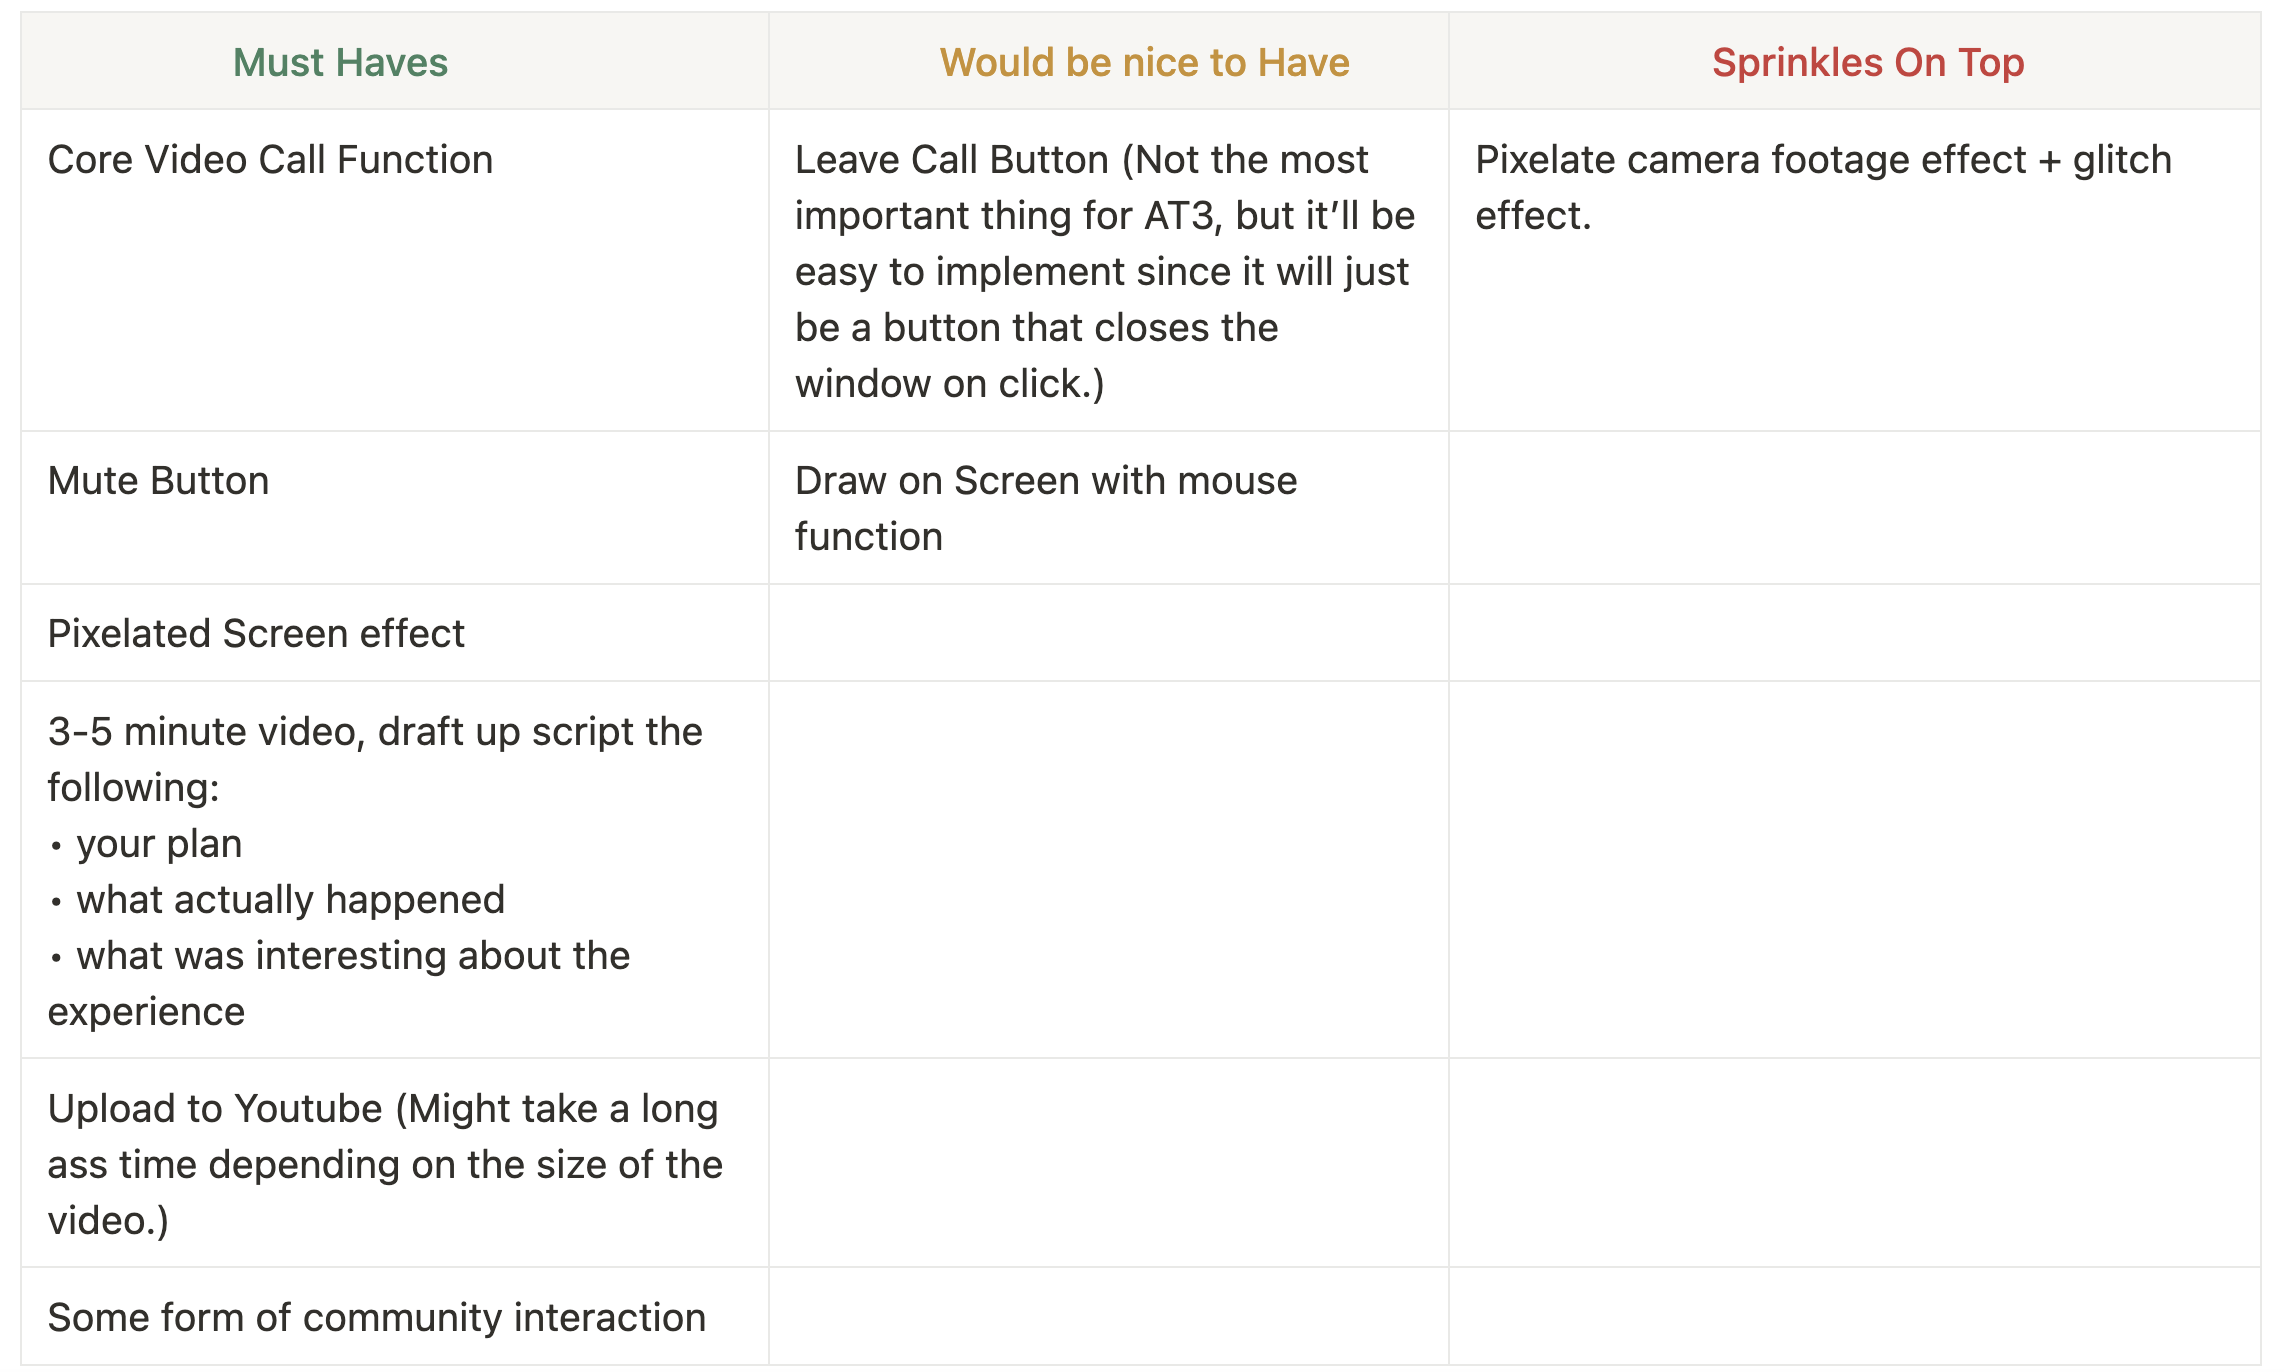 Must Haves
Would be nice to Have
Sprinkles On Top
Core Video Call Function
Leave Call Button (Not the most
important thing for AT3, but it’ll be
easy to implement since it will just
be a button that closes the
window on click.)
Pixelate camera footage effect + glitch
effect.
Mute Button
Draw on Screen with mouse
function
Pixelated Screen effect
3-5 minute video, draft up script the
following:
• your plan
• what actually happened
• what was interesting about the
experience
Upload to Youtube (Might take a long
ass time depending on the size of the
video.)
Some form of community interaction